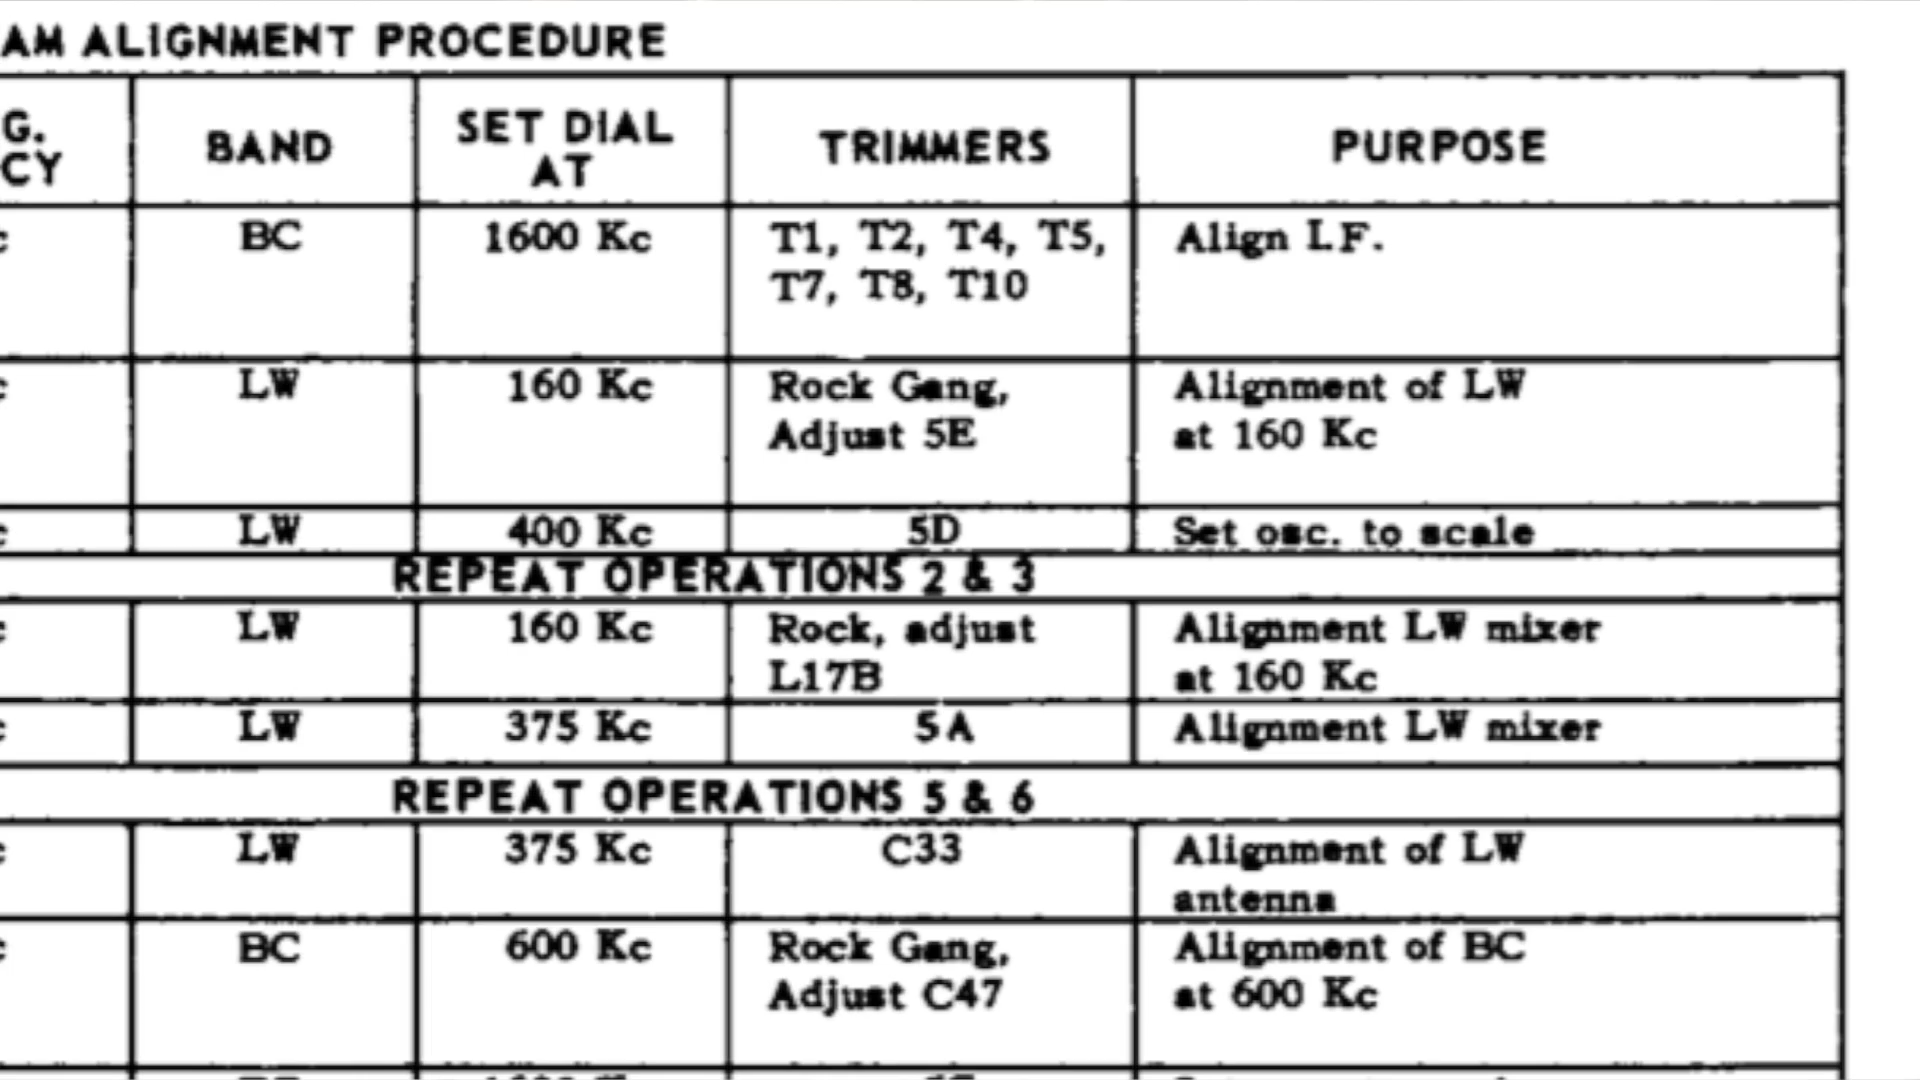 AM ALIGNMENT PROCEDURE
G. CY BAND SET DIAL AT TRIMMERS PURPOSE
c BC 1600 Kc T1, T2, T4, T5, Align I.F.
T7, T8, T10
c LW 160 Kc Rock Gang, Alignment of LW
Adjust 5E at 160 Kc
c LW 400 Kc 5D Set osc. to scale
REPEAT OPERATIONS 2 & 3
c LW 160 Kc Rock, adjust Alignment LW mixer
L17B at 160 Kc
c LW 375 Kc 5A Alignment LW mixer
REPEAT OPERATIONS 5 & 6
c LW 375 Kc C33 Alignment of LW
antenna
c BC 600 Kc Rock Gang, Alignment of BC
Adjust C47 at 600 Kc